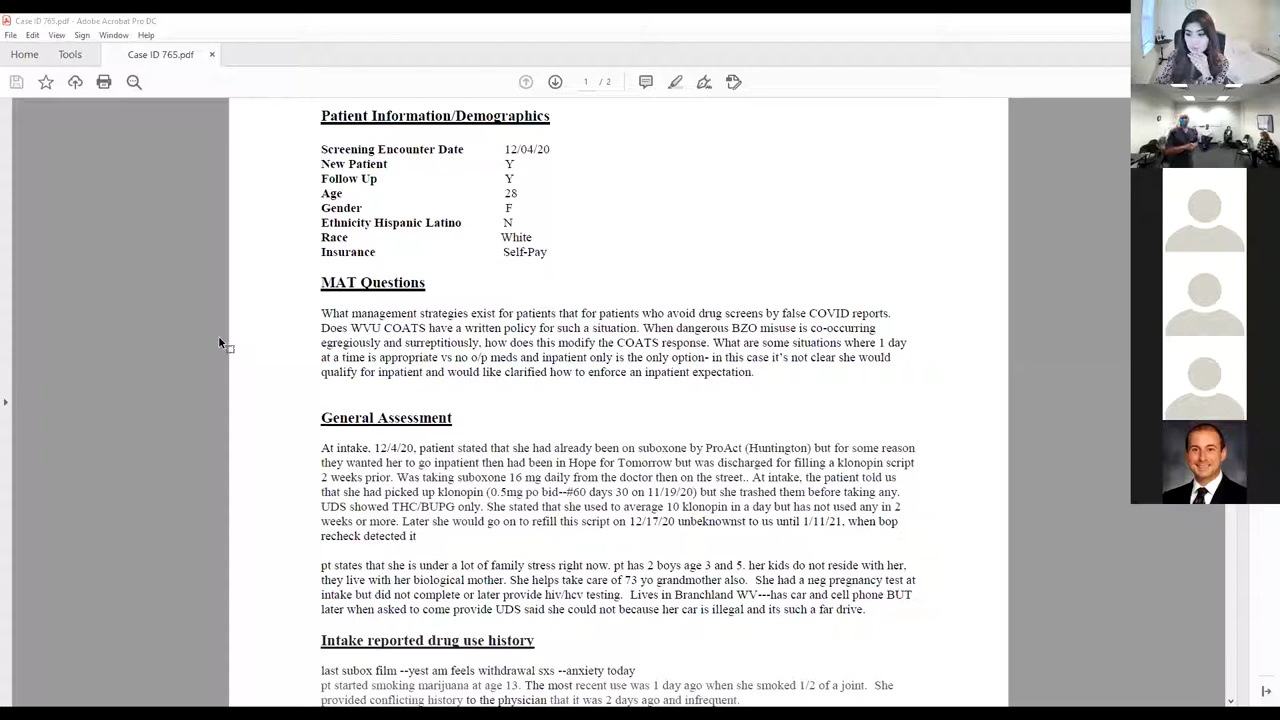 Case ID 765.pdf - Adobe Acrobat Pro DC
File Edit View Sign Window Help
Home Tools Case ID 765.pdf ×
1 / 2
Patient Information/Demographics
Screening Encounter Date 12/04/20
New Patient Y
Follow Up Y
Age 28
Gender F
Ethnicity Hispanic Latino N
Race White
Insurance Self-Pay
MAT Questions
What management strategies exist for patients that for patients who avoid drug screens by false COVID reports.
Does WVU COATS have a written policy for such a situation. When dangerous BZO misuse is co-occurring
egregiously and surreptitiously, how does this modify the COATS response. What are some situations where 1 day
at a time is appropriate vs no o/p meds and inpatient only is the only option- in this case it's not clear she would
qualify for inpatient and would like clarified how to enforce an inpatient expectation.
General Assessment
At intake, 12/4/20, patient stated that she had already been on suboxone by ProAct (Huntington) but for some reason
they wanted her to go inpatient then had been in Hope for Tomorrow but was discharged for filling a klonopin script
2 weeks prior. Was taking suboxone 16 mg daily from the doctor then on the street.. At intake, the patient told us
that she had picked up klonopin (0.5mg po bid--#60 days 30 on 11/19/20) but she trashed them before taking any.
UDS showed THC/BUPG only. She stated that she used to average 10 klonopin in a day but has not used any in 2
weeks or more. Later she would go on to refill this script on 12/17/20 unbeknownst to us until 1/11/21, when bop
recheck detected it
pt states that she is under a lot of family stress right now. pt has 2 boys age 3 and 5. her kids do not reside with her,
they live with her biological mother. She helps take care of 73 yo grandmother also. She had a neg pregnancy test at
intake but did not complete or later provide hiv/hcv testing. Lives in Branchland WV---has car and cell phone BUT
later when asked to come provide UDS said she could not because her car is illegal and its such a far drive.
Intake reported drug use history
last subox film --yest am feels withdrawal sxs --anxiety today
pt started smoking marijuana at age 13. The most recent use was 1 day ago when she smoked 1/2 of a joint. She
provided conflicting history to the physician that it was 2 days ago and infrequent.